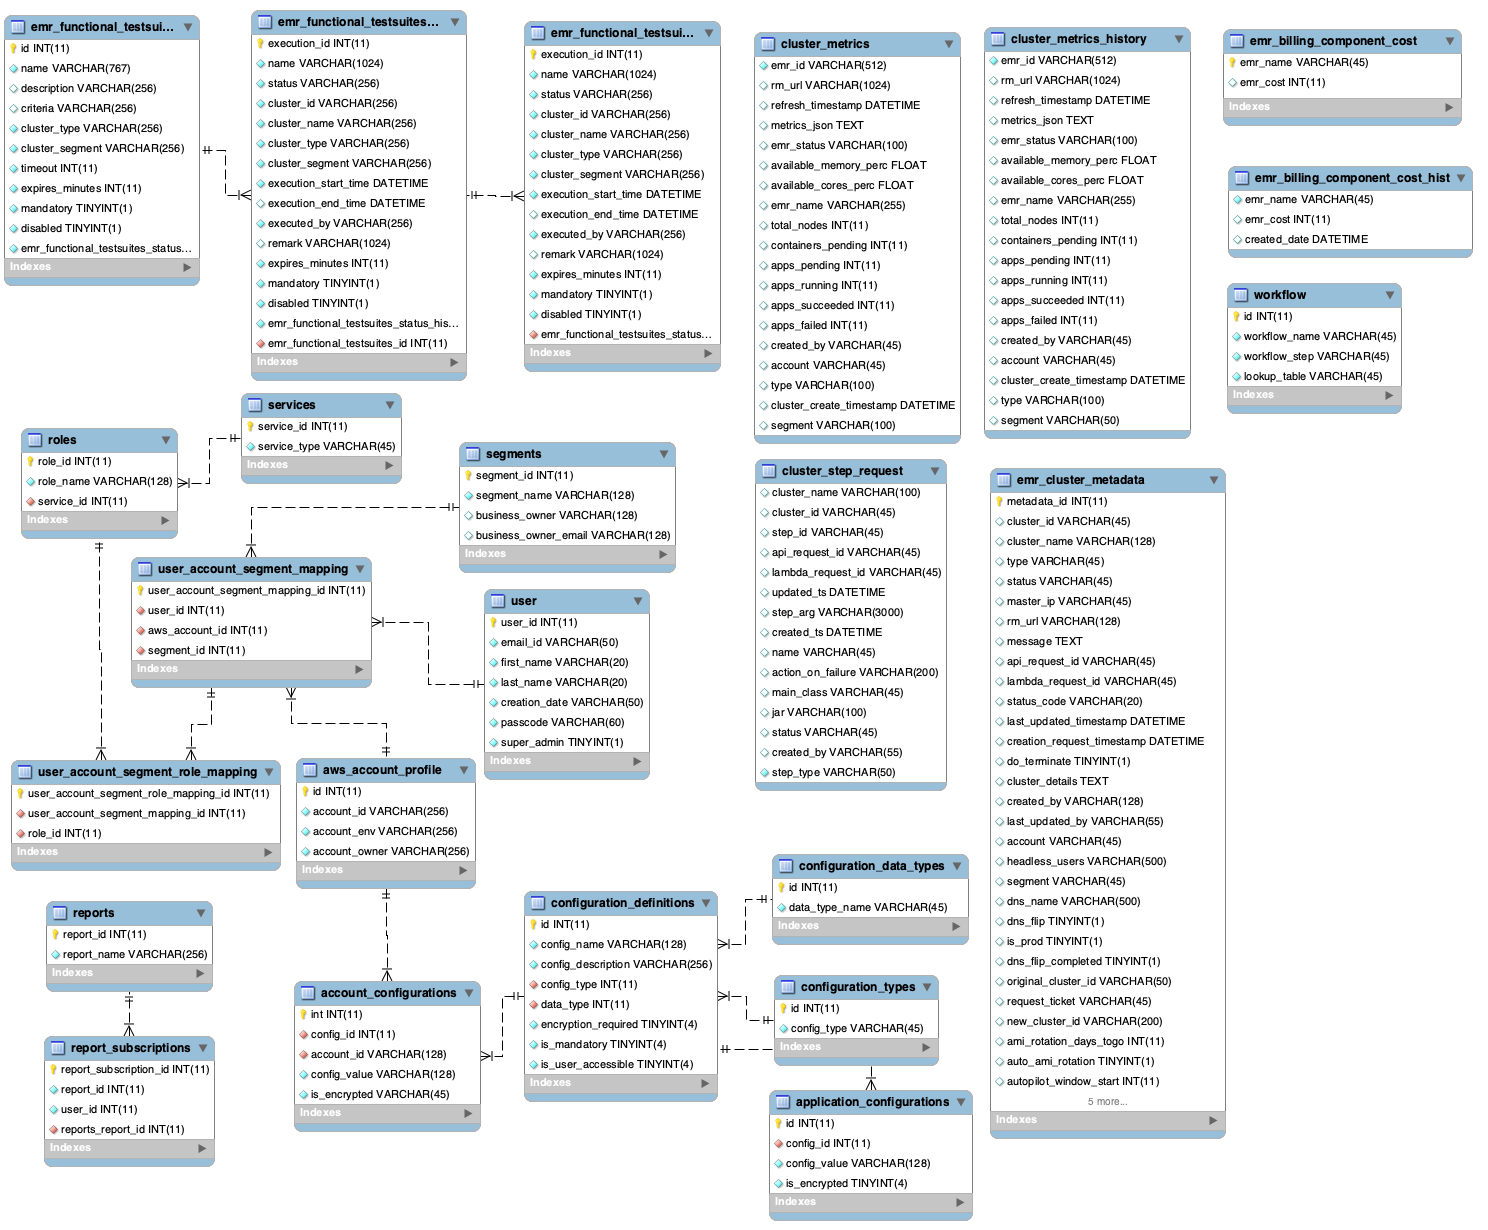 emr_functional_testsui...
id INT(11)
name VARCHAR(767)
description VARCHAR(256)
criteria VARCHAR(256)
cluster_type VARCHAR(256)
cluster_segment VARCHAR(256)
timeout INT(11)
expires_minutes INT(11)
mandatory TINYINT(1)
disabled TINYINT(1)
emr_functional_testsuites_status...
Indexes
emr_functional_testsuites...
execution_id INT(11)
name VARCHAR(1024)
status VARCHAR(256)
cluster_id VARCHAR(256)
cluster_name VARCHAR(256)
cluster_type VARCHAR(256)
cluster_segment VARCHAR(256)
execution_start_time DATETIME
execution_end_time DATETIME
executed_by VARCHAR(256)
remark VARCHAR(1024)
expires_minutes INT(11)
mandatory TINYINT(1)
disabled TINYINT(1)
emr_functional_testsuites_status_his...
emr_functional_testsuites_id INT(11)
Indexes
emr_functional_testsui...
execution_id INT(11)
name VARCHAR(1024)
status VARCHAR(256)
cluster_id VARCHAR(256)
cluster_name VARCHAR(256)
cluster_type VARCHAR(256)
cluster_segment VARCHAR(256)
execution_start_time DATETIME
execution_end_time DATETIME
executed_by VARCHAR(256)
remark VARCHAR(1024)
expires_minutes INT(11)
mandatory TINYINT(1)
disabled TINYINT(1)
emr_functional_testsuites_status...
Indexes
cluster_metrics
emr_id VARCHAR(512)
rm_url VARCHAR(1024)
refresh_timestamp DATETIME
metrics_json TEXT
emr_status VARCHAR(100)
available_memory_perc FLOAT
available_cores_perc FLOAT
emr_name VARCHAR(255)
total_nodes INT(11)
containers_pending INT(11)
apps_pending INT(11)
apps_running INT(11)
apps_succeeded INT(11)
apps_failed INT(11)
created_by VARCHAR(45)
account VARCHAR(45)
type VARCHAR(100)
cluster_create_timestamp DATETIME
segment VARCHAR(100)
cluster_metrics_history
emr_id VARCHAR(512)
rm_url VARCHAR(1024)
refresh_timestamp DATETIME
metrics_json TEXT
emr_status VARCHAR(100)
available_memory_perc FLOAT
available_cores_perc FLOAT
emr_name VARCHAR(255)
total_nodes INT(11)
containers_pending INT(11)
apps_pending INT(11)
apps_running INT(11)
apps_succeeded INT(11)
apps_failed INT(11)
created_by VARCHAR(45)
account VARCHAR(45)
cluster_create_timestamp DATETIME
type VARCHAR(100)
segment VARCHAR(50)
emr_billing_component_cost
emr_name VARCHAR(45)
emr_cost INT(11)
Indexes
emr_billing_component_cost_hist
emr_name VARCHAR(45)
emr_cost INT(11)
created_date DATETIME
workflow
id INT(11)
workflow_name VARCHAR(45)
workflow_step VARCHAR(45)
lookup_table VARCHAR(45)
Indexes
services
service_id INT(11)
service_type VARCHAR(45)
Indexes
roles
role_id INT(11)
role_name VARCHAR(128)
service_id INT(11)
Indexes
segments
segment_id INT(11)
segment_name VARCHAR(128)
business_owner VARCHAR(128)
business_owner_email VARCHAR(128)
Indexes
user_account_segment_mapping
user_account_segment_mapping_id INT(11)
user_id INT(11)
aws_account_id INT(11)
segment_id INT(11)
Indexes
user
user_id INT(11)
email_id VARCHAR(50)
first_name VARCHAR(20)
last_name VARCHAR(20)
creation_date VARCHAR(50)
passcode VARCHAR(60)
super_admin TINYINT(1)
Indexes
cluster_step_request
cluster_name VARCHAR(100)
cluster_id VARCHAR(45)
step_id VARCHAR(45)
api_request_id VARCHAR(45)
lambda_request_id VARCHAR(45)
updated_ts DATETIME
step_arg VARCHAR(3000)
created_ts DATETIME
name VARCHAR(45)
action_on_failure VARCHAR(200)
main_class VARCHAR(45)
jar VARCHAR(100)
status VARCHAR(45)
created_by VARCHAR(55)
step_type VARCHAR(50)
emr_cluster_metadata
metadata_id INT(11)
cluster_id VARCHAR(45)
cluster_name VARCHAR(128)
type VARCHAR(45)
status VARCHAR(45)
master_ip VARCHAR(45)
rm_url VARCHAR(128)
message TEXT
api_request_id VARCHAR(45)
lambda_request_id VARCHAR(45)
status_code VARCHAR(20)
last_updated_timestamp DATETIME
creation_request_timestamp DATETIME
do_terminate TINYINT(1)
cluster_details TEXT
created_by VARCHAR(128)
last_updated_by VARCHAR(55)
account VARCHAR(45)
headless_users VARCHAR(500)
segment VARCHAR(45)
dns_name VARCHAR(500)
dns_flip TINYINT(1)
is_prod TINYINT(1)
dns_flip_completed TINYINT(1)
original_cluster_id VARCHAR(50)
request_ticket VARCHAR(45)
new_cluster_id VARCHAR(200)
ami_rotation_days_togo INT(11)
auto_ami_rotation TINYINT(1)
autopilot_window_start INT(11)
5 more...
Indexes
user_account_segment_role_mapping
user_account_segment_role_mapping_id INT(11)
user_account_segment_mapping_id INT(11)
role_id INT(11)
Indexes
aws_account_profile
id INT(11)
account_id VARCHAR(256)
account_env VARCHAR(256)
account_owner VARCHAR(256)
Indexes
reports
report_id INT(11)
report_name VARCHAR(256)
Indexes
report_subscriptions
report_subscription_id INT(11)
report_id INT(11)
user_id INT(11)
reports_report_id INT(11)
Indexes
account_configurations
int INT(11)
config_id INT(11)
account_id VARCHAR(128)
config_value VARCHAR(128)
is_encrypted VARCHAR(45)
Indexes
configuration_definitions
id INT(11)
config_name VARCHAR(128)
config_description VARCHAR(256)
config_type INT(11)
data_type INT(11)
encryption_required TINYINT(4)
is_mandatory TINYINT(4)
is_user_accessible TINYINT(4)
Indexes
configuration_data_types
id INT(11)
data_type_name VARCHAR(45)
Indexes
configuration_types
id INT(11)
config_type VARCHAR(45)
Indexes
application_configurations
id INT(11)
config_id INT(11)
config_value VARCHAR(128)
is_encrypted TINYINT(4)
Indexes